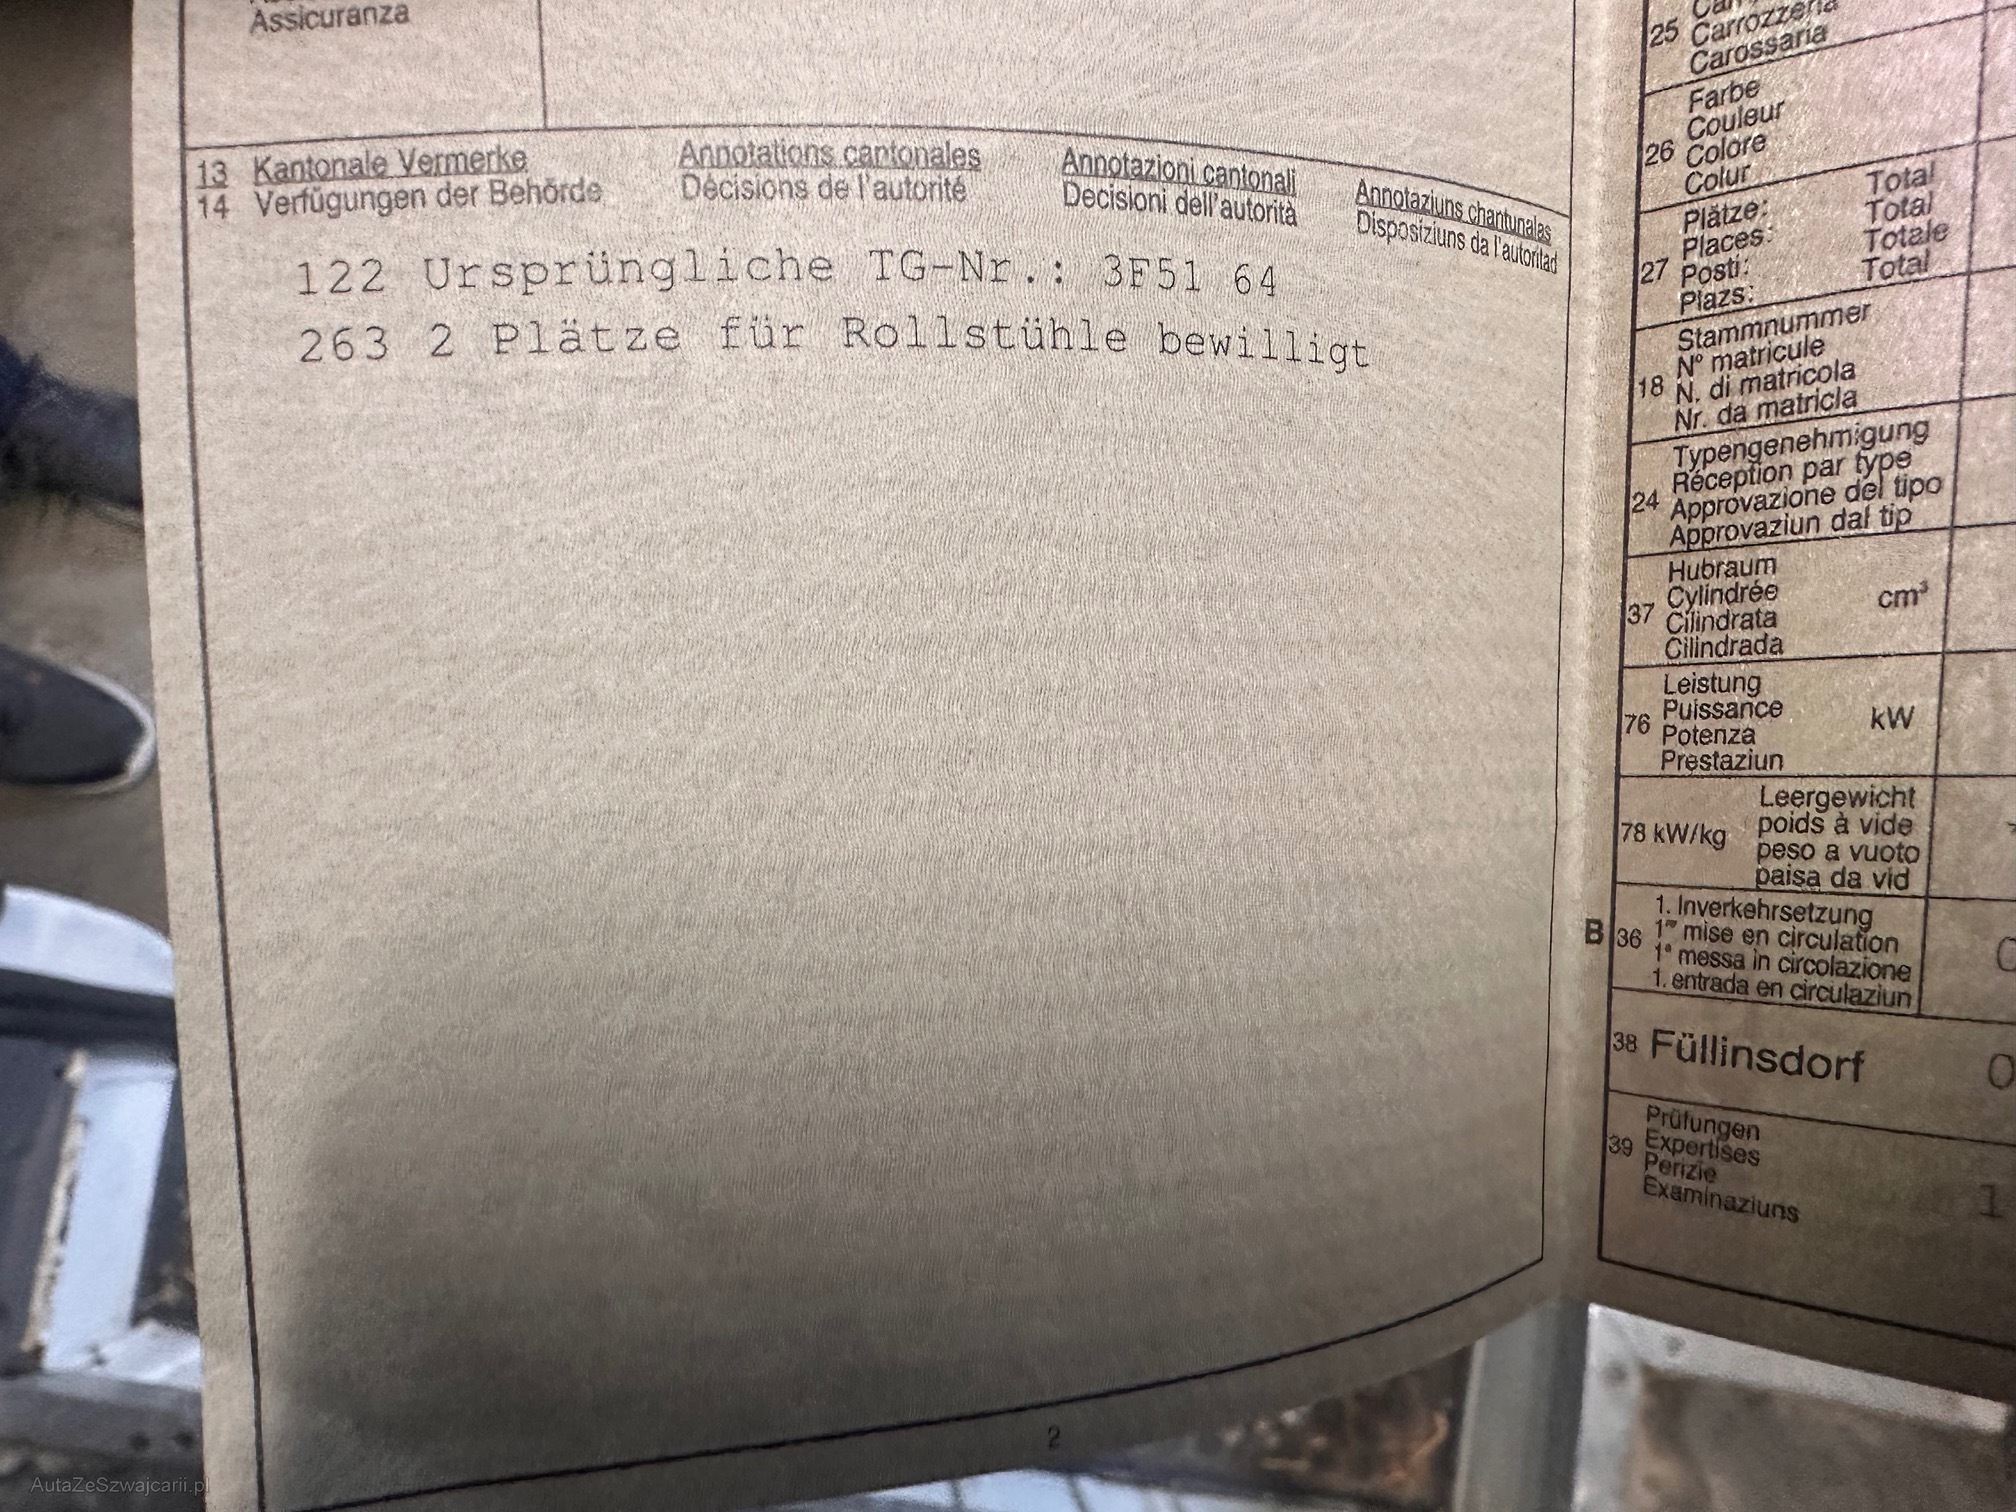 Assicuranza
13 Kantonale Vermerke Annotations cantonales Annotazioni cantonali Annotaziuns chantunalas
14 Verfügungen der Behörde Décisions de l'autorité Decisioni dell'autorità Disposiziuns da l'autoritad
122 Ursprüngliche TG-Nr.: 3F51 64
263 2 Plätze für Rollstühle bewilligt
2
25 Carrozzeria
Carossaria
Farbe
Couleur
26 Colore
Colur
Plätze: Total
Places: Total
27 Posti: Totale
Plazs: Total
Stammnummer
N° matricule
18 N. di matricola
Nr. da matricla
Typengenehmigung
Réception par type
24 Approvazione del tipo
Approvaziun dal tip
Hubraum
37 Cylindrée cm³
Cilindrata
Cilindrada
Leistung
76 Puissance kW
Potenza
Prestaziun
Leergewicht
78 kW/kg poids à vide
peso a vuoto
paisa da vid
1. Inverkehrsetzung
B 36 1re mise en circulation
1a messa in circolazione
1. entrada en circulaziun
38 Füllinsdorf 0
Prüfungen
39 Expertises
Perizie 1
Examinaziuns
AutaZeSzwajcarii.pl